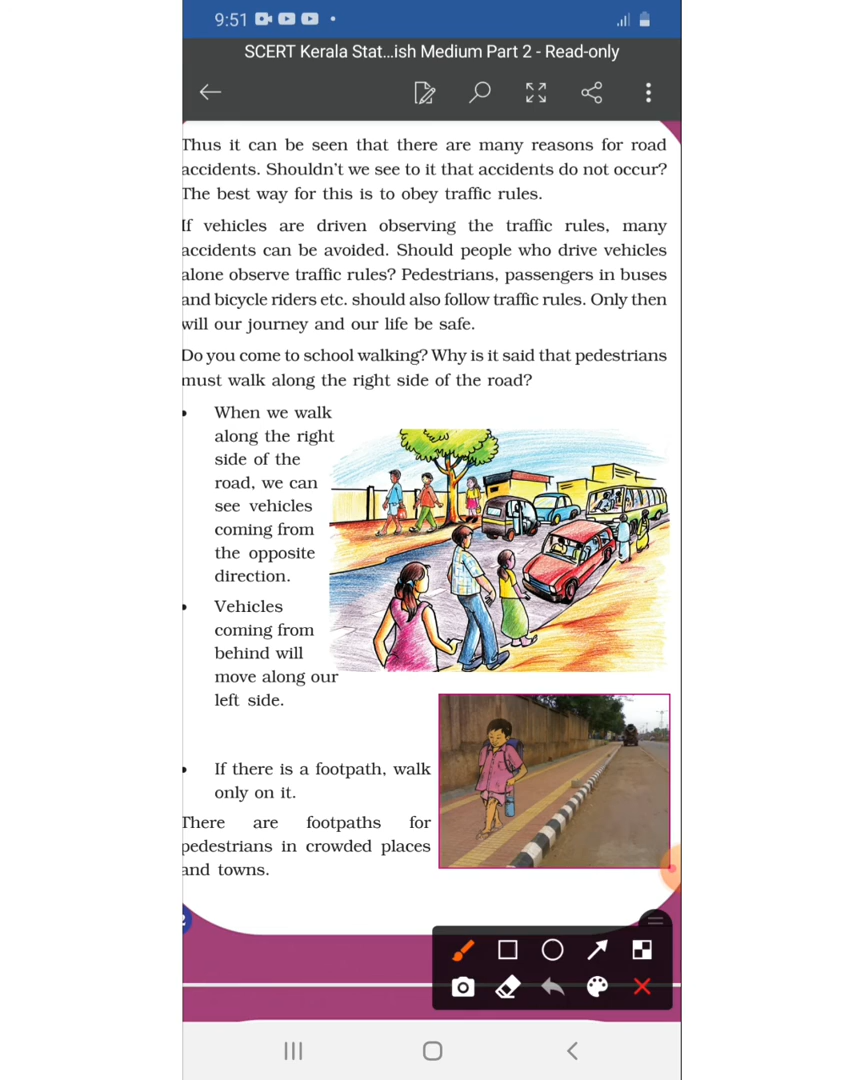 9:51
SCERT Kerala Stat...ish Medium Part 2 - Read-only
Thus it can be seen that there are many reasons for road
accidents. Shouldn't we see to it that accidents do not occur?
The best way for this is to obey traffic rules.
If vehicles are driven observing the traffic rules, many
accidents can be avoided. Should people who drive vehicles
alone observe traffic rules? Pedestrians, passengers in buses
and bicycle riders etc. should also follow traffic rules. Only then
will our journey and our life be safe.
Do you come to school walking? Why is it said that pedestrians
must walk along the right side of the road?
• When we walk
along the right
side of the
road, we can
see vehicles
coming from
the opposite
direction.
• Vehicles
coming from
behind will
move along our
left side.
• If there is a footpath, walk
only on it.
There are footpaths for
pedestrians in crowded places
and towns.